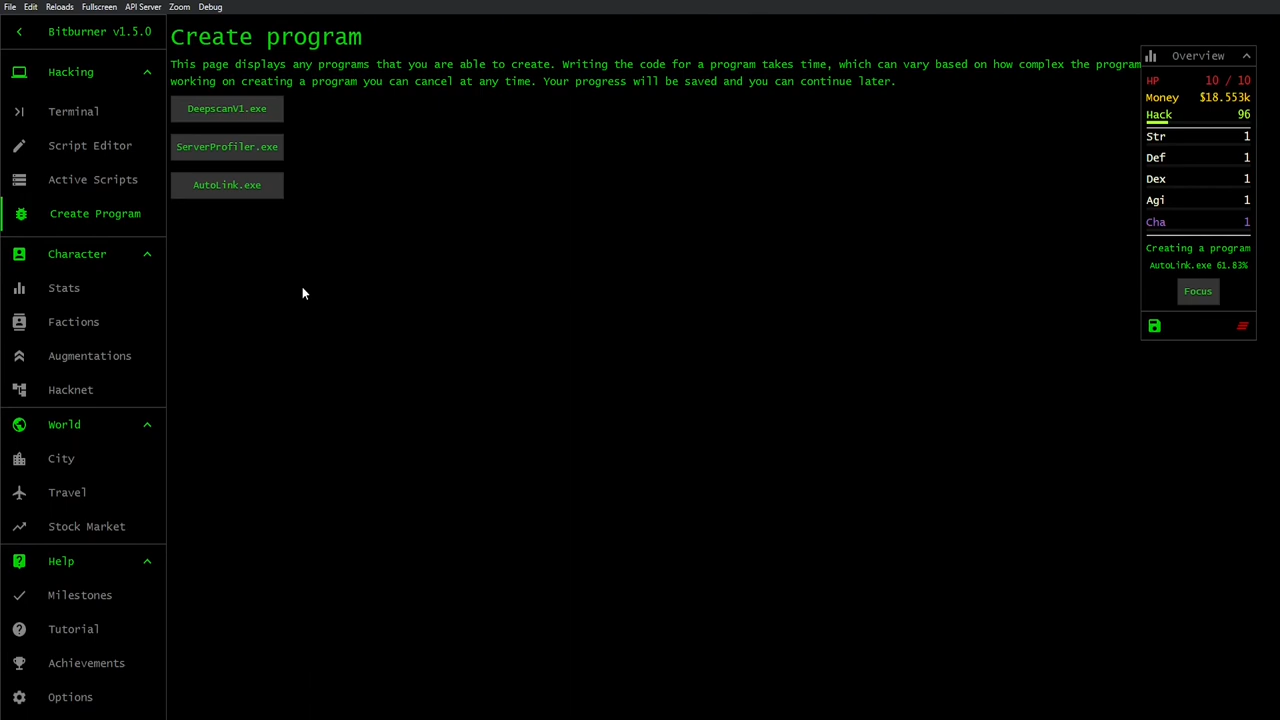 File Edit Reloads Fullscreen API Server Zoom Debug
Bitburner v1.5.0
Hacking
Terminal
Script Editor
Active Scripts
Create Program
Character
Stats
Factions
Augmentations
Hacknet
World
City
Travel
Stock Market
Help
Milestones
Tutorial
Achievements
Options
Create program
This page displays any programs that you are able to create. Writing the code for a program takes time, which can vary based on how complex the program
working on creating a program you can cancel at any time. Your progress will be saved and you can continue later.
DeepscanV1.exe
ServerProfiler.exe
AutoLink.exe
Overview
HP 10 / 10
Money $18.553k
Hack 96
Str 1
Def 1
Dex 1
Agi 1
Cha 1
Creating a program
AutoLink.exe 61.83%
Focus